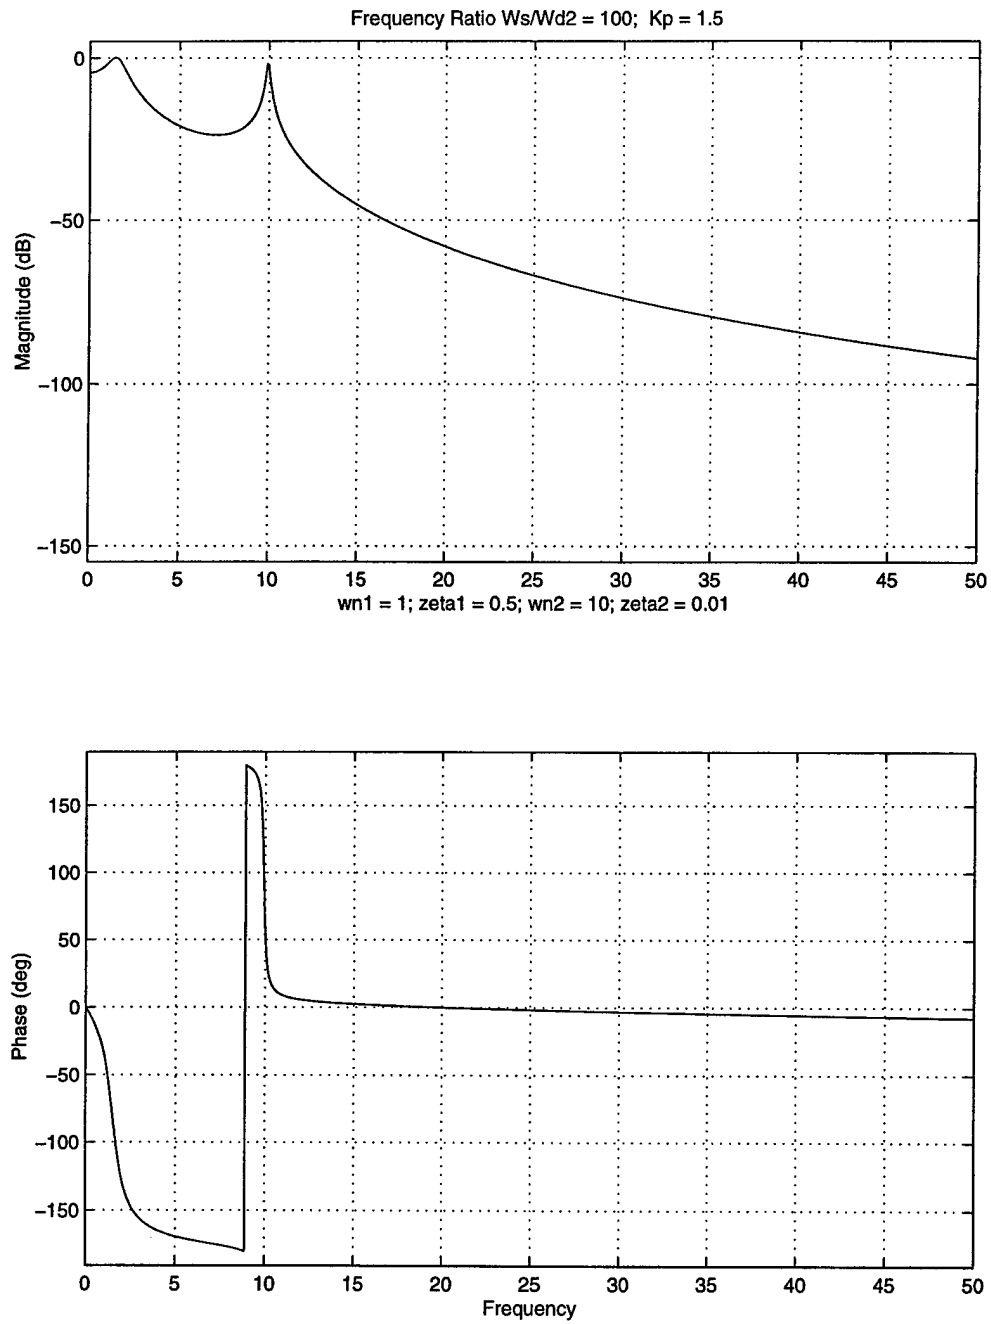 Frequency Ratio Ws/Wd2 = 100; Kp = 1.5
0
−50
−100
−150
Magnitude (dB)
0 5 10 15 20 25 30 35 40 45 50
wn1 = 1; zeta1 = 0.5; wn2 = 10; zeta2 = 0.01
150
100
50
0
−50
−100
−150
Phase (deg)
0 5 10 15 20 25 30 35 40 45 50
Frequency